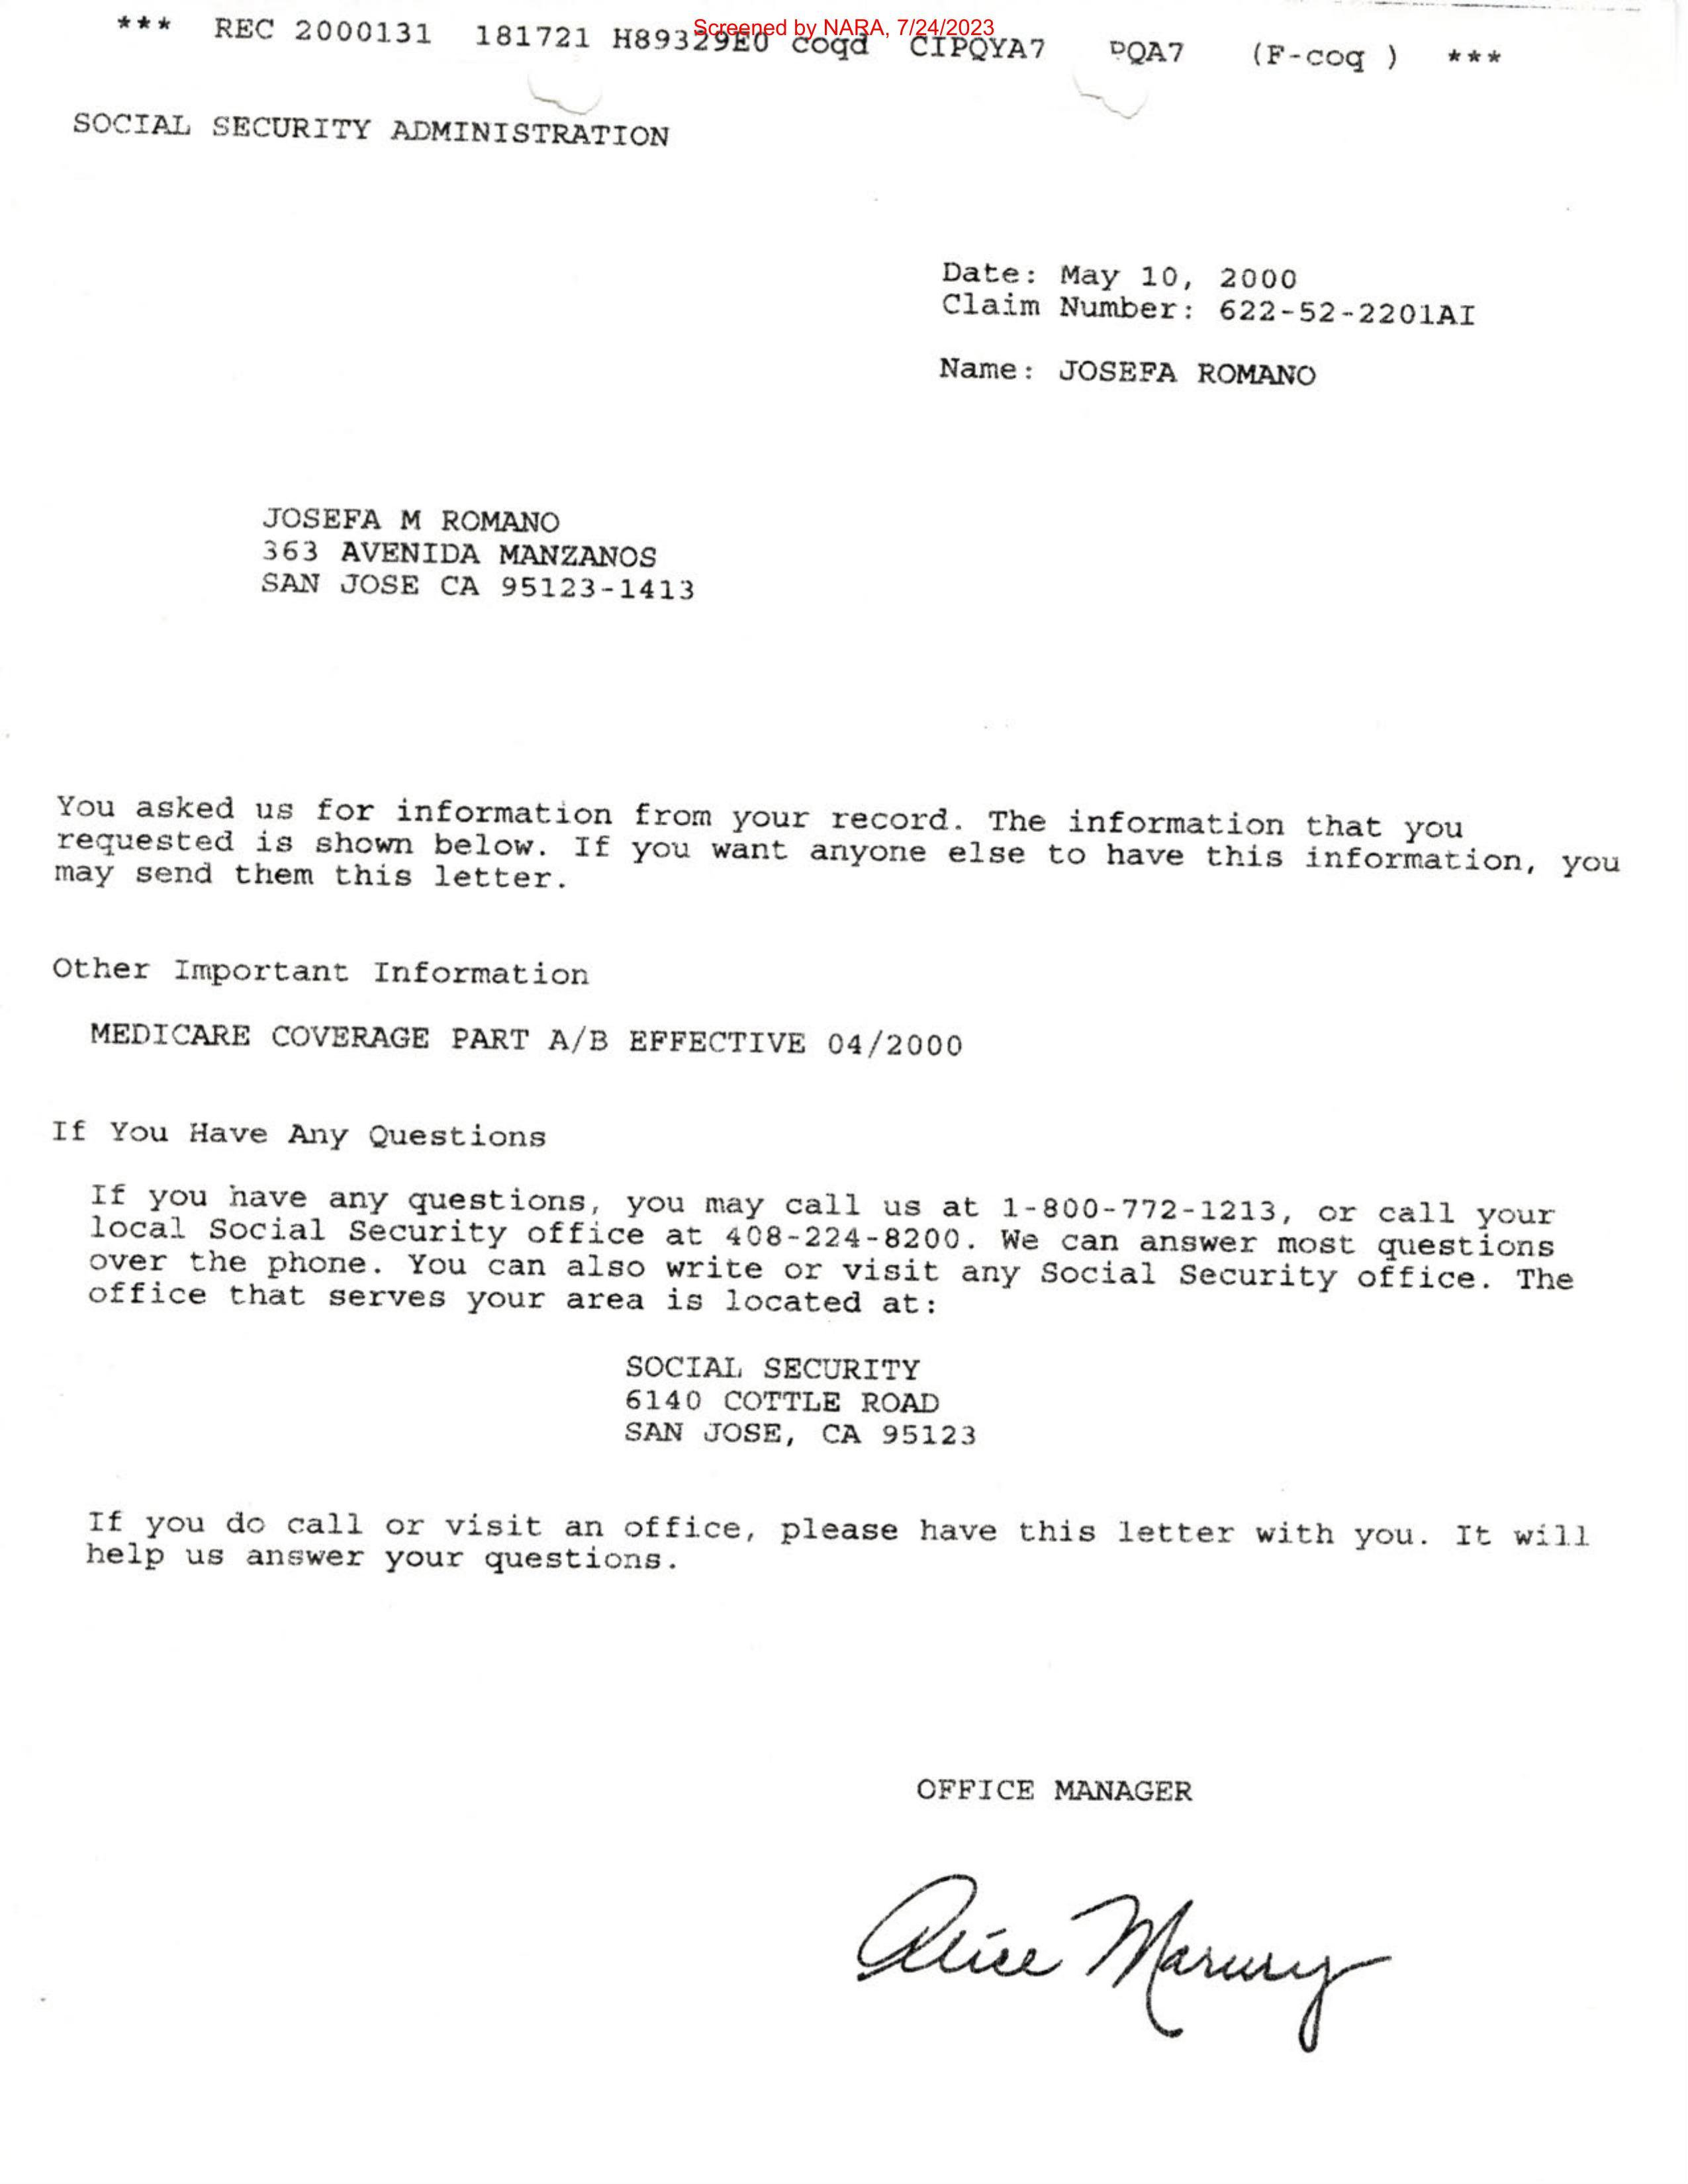 Screened by NARA, 7/24/2023
*** REC 2000131 181721 H89329E0 coqd CIPQYA7 PQA7 (F-coq ) ***
SOCIAL SECURITY ADMINISTRATION
Date: May 10, 2000
Claim Number: 622-52-2201AI
Name: JOSEFA ROMANO
JOSEFA M ROMANO
363 AVENIDA MANZANOS
SAN JOSE CA 95123-1413
You asked us for information from your record. The information that you
requested is shown below. If you want anyone else to have this information, you
may send them this letter.
Other Important Information
MEDICARE COVERAGE PART A/B EFFECTIVE 04/2000
If You Have Any Questions
If you have any questions, you may call us at 1-800-772-1213, or call your
local Social Security office at 408-224-8200. We can answer most questions
over the phone. You can also write or visit any Social Security office. The
office that serves your area is located at:
SOCIAL SECURITY
6140 COTTLE ROAD
SAN JOSE, CA 95123
If you do call or visit an office, please have this letter with you. It will
help us answer your questions.
OFFICE MANAGER
Alice